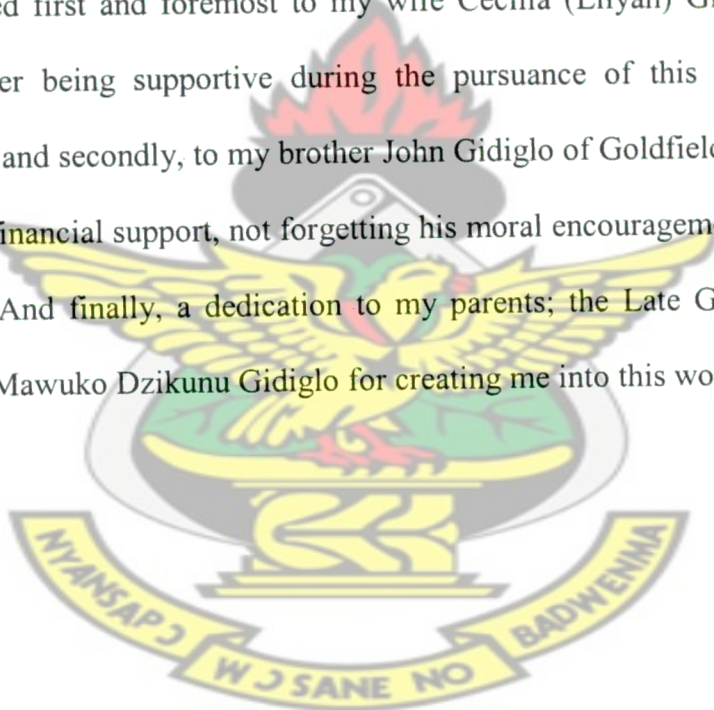 ed first and foremost to my wife Cecilia (Enyan) G
er being supportive during the pursuance of this
and secondly, to my brother John Gidiglo of Goldfield
inancial support, not forgetting his moral encouragem
And finally, a dedication to my parents; the Late G
Mawuko Dzikunu Gidiglo for creating me into this wo
NYANSAPƆ WƆSANE NO BADWENMA